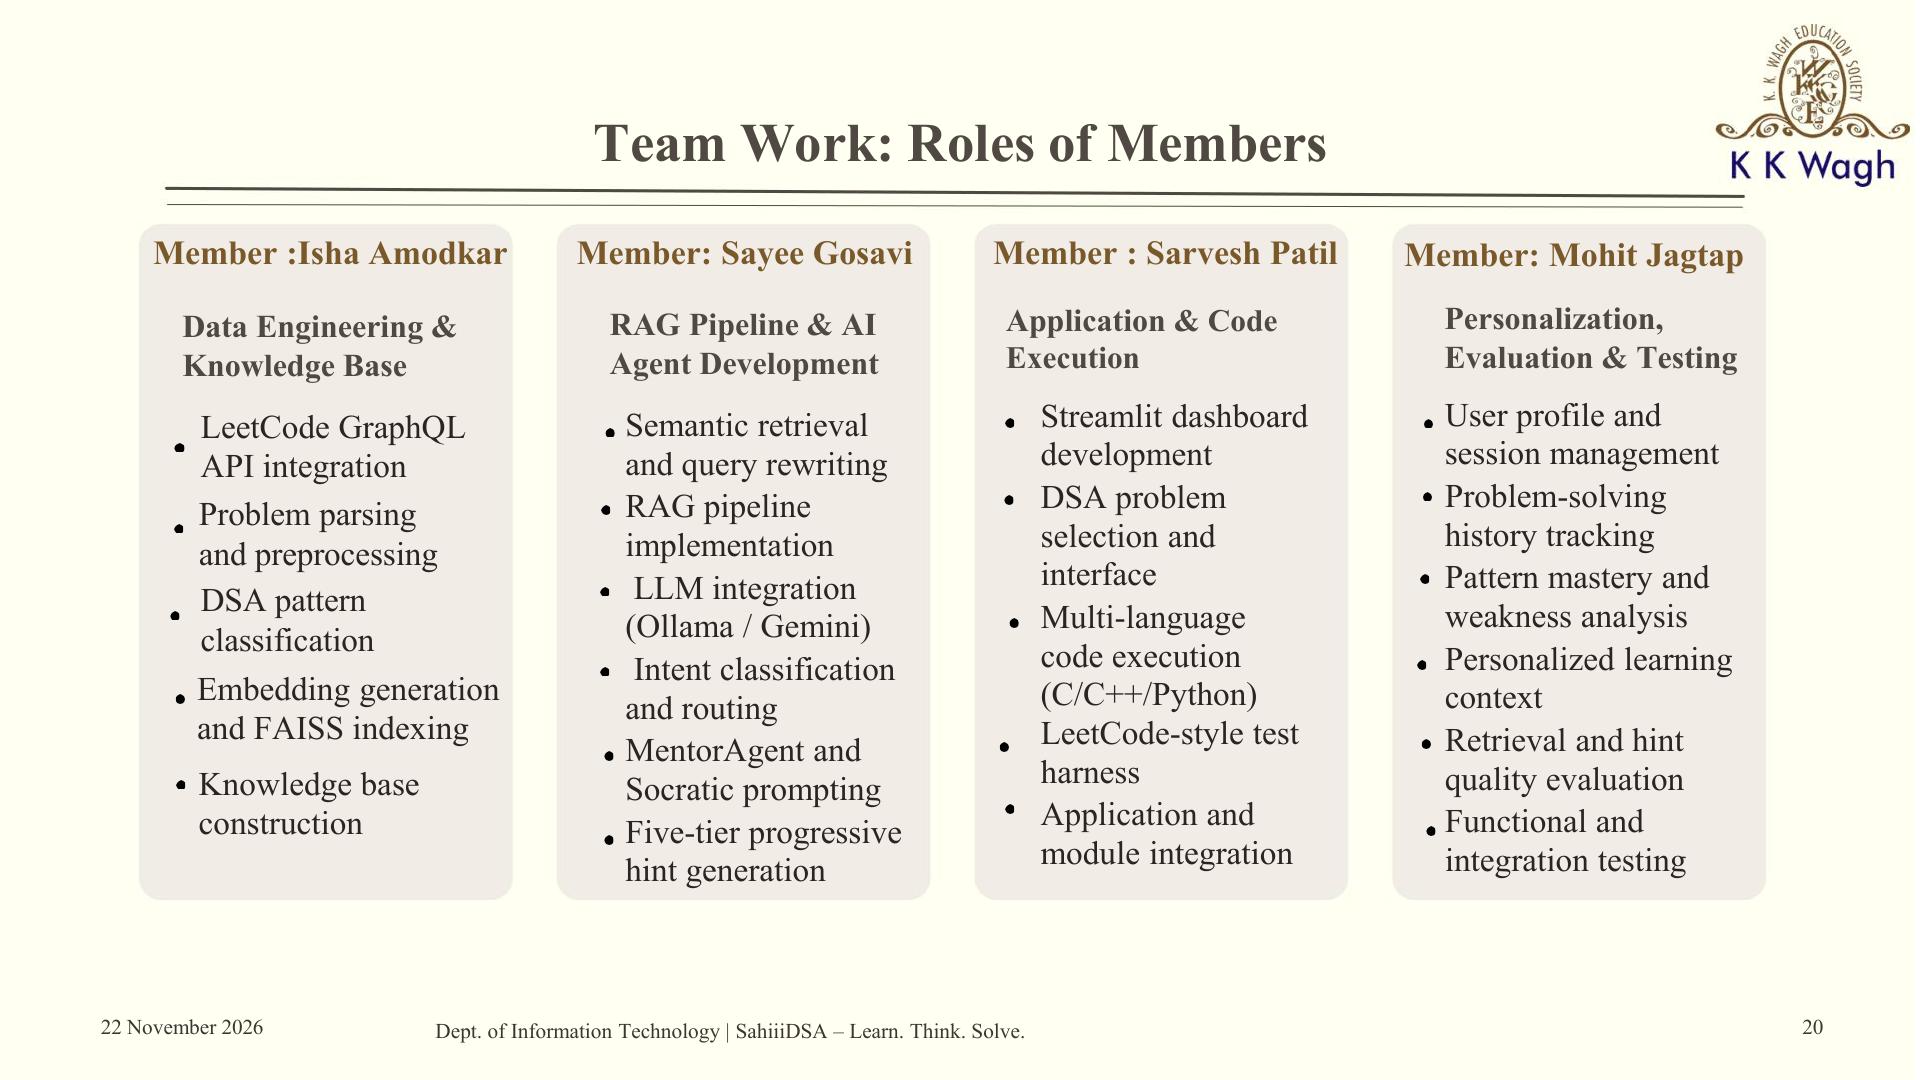 K. K. WAGH EDUCATION SOCIETY
K K Wagh
Team Work: Roles of Members
Member :Isha Amodkar
Data Engineering &
Knowledge Base
• LeetCode GraphQL
API integration
• Problem parsing
and preprocessing
• DSA pattern
classification
• Embedding generation
and FAISS indexing
• Knowledge base
construction
Member: Sayee Gosavi
RAG Pipeline & AI
Agent Development
• Semantic retrieval
and query rewriting
• RAG pipeline
implementation
• LLM integration
(Ollama / Gemini)
• Intent classification
and routing
• MentorAgent and
Socratic prompting
• Five-tier progressive
hint generation
Member : Sarvesh Patil
Application & Code
Execution
• Streamlit dashboard
development
• DSA problem
selection and
interface
• Multi-language
code execution
(C/C++/Python)
• LeetCode-style test
harness
• Application and
module integration
Member: Mohit Jagtap
Personalization,
Evaluation & Testing
• User profile and
session management
• Problem-solving
history tracking
• Pattern mastery and
weakness analysis
• Personalized learning
context
• Retrieval and hint
quality evaluation
• Functional and
integration testing
22 November 2026
Dept. of Information Technology | SahiiiDSA – Learn. Think. Solve.
20